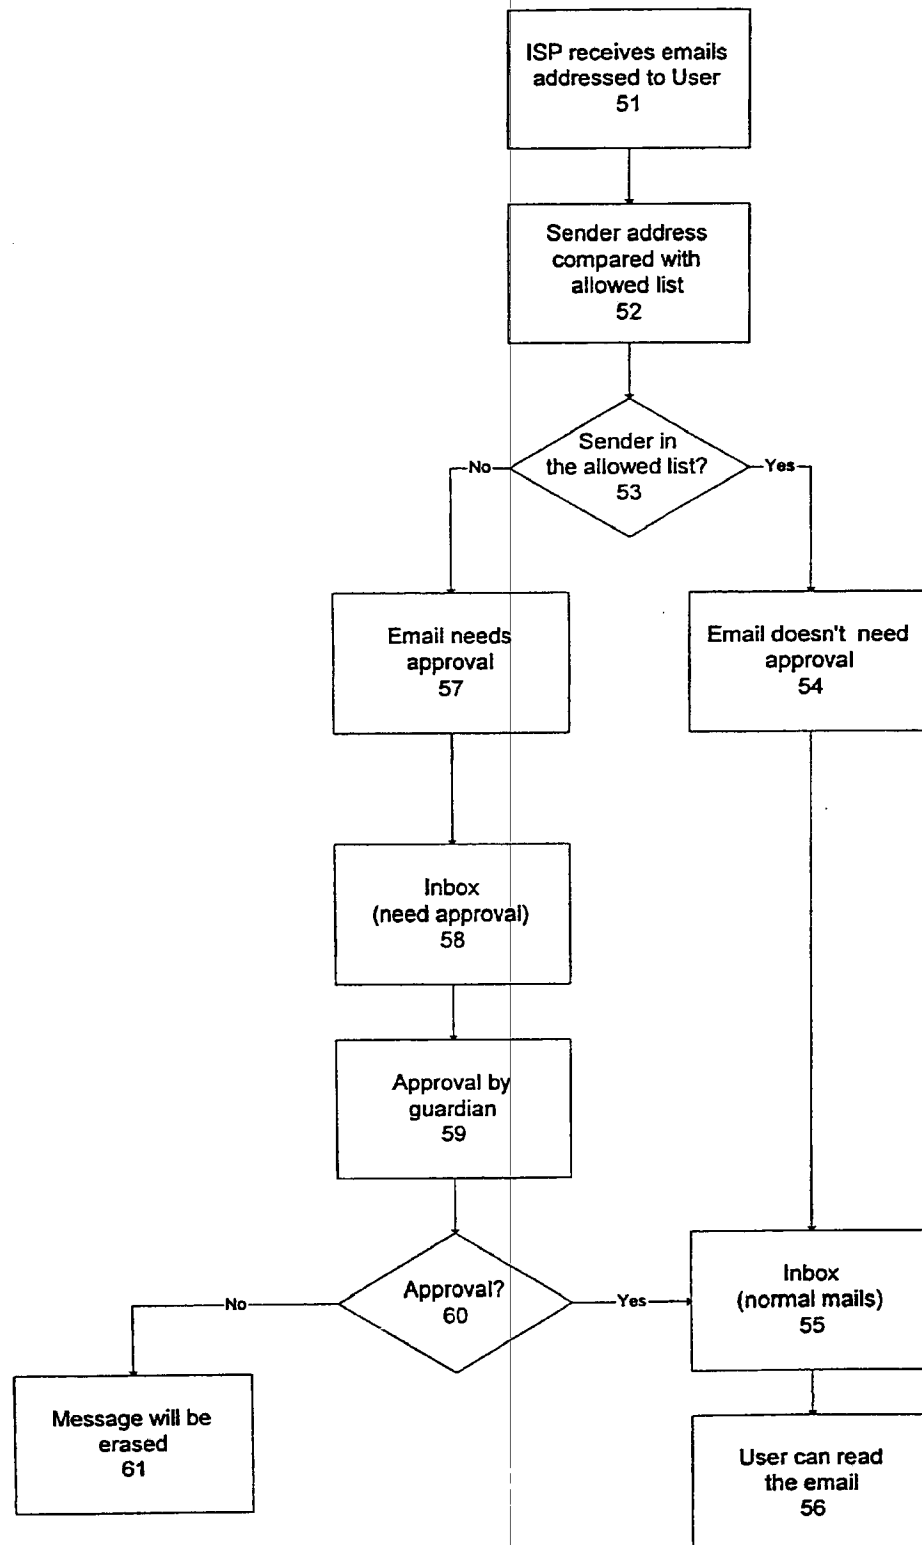 ISP receives emails
addressed to User
51
Sender address
compared with
allowed list
52
Sender in
the allowed list?
53
No
Yes
Email needs
approval
57
Email doesn't need
approval
54
Inbox
(need approval)
58
Approval by
guardian
59
Approval?
60
No
Yes
Inbox
(normal mails)
55
Message will be
erased
61
User can read
the email
56